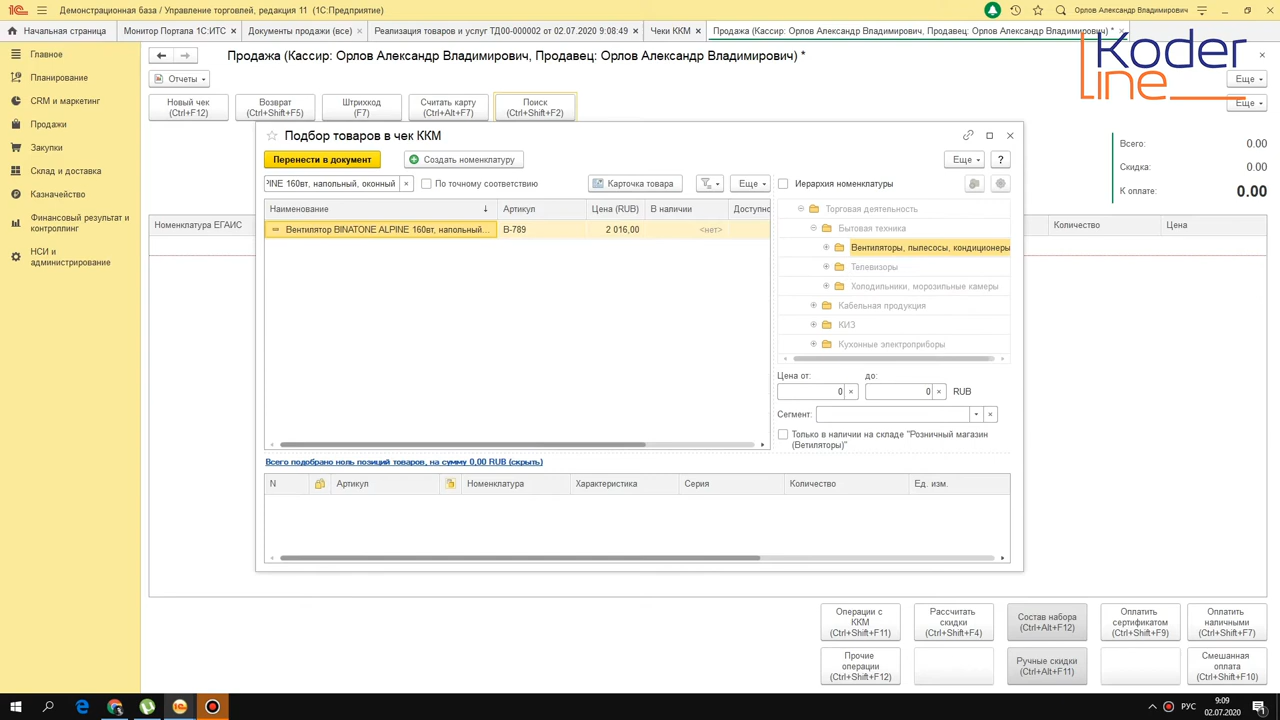 Демонстрационная база / Управление торговлей, редакция 11 (1С:Предприятие)
Орлов Александр Владимирович
Начальная страница
Монитор Портала 1С:ИТС
Документы продажи (все)
Реализация товаров и услуг ТД00-000002 от 02.07.2020 9:08:49
Чеки ККМ
Продажа (Кассир: Орлов Александр Владимирович, Продавец: Орлов Александр Владимирович) *
Koder
line
Главное
Планирование
CRM и маркетинг
Продажи
Закупки
Склад и доставка
Казначейство
Финансовый результат и
контроллинг
НСИ и
администрирование
Продажа (Кассир: Орлов Александр Владимирович, Продавец: Орлов Александр Владимирович) *
Отчеты
Еще
Новый чек
(Ctrl+F12)
Возврат
(Ctrl+Shift+F5)
Штрихкод
(F7)
Считать карту
(Ctrl+Alt+F7)
Поиск
(Ctrl+Shift+F2)
Еще
Всего: 0.00
Скидка: 0.00
К оплате: 0.00
Номенклатура ЕГАИС
Количество
Цена
Подбор товаров в чек ККМ
Перенести в документ
Создозать номенклатуру
Еще
?
PINE 160вт, напольный, оконный
По точному соответствию
Карточка товара
Еще
Иерархия номенклатуры
Наименование
Артикул
Цена (RUB)
В наличии
Доступно
Вентилятор BINATONE ALPINE 160вт, напольный...
В-789
2 016,00
<нет>
Торговая деятельность
Бытовая техника
Вентиляторы, пылесосы, кондиционеры
Телевизоры
Холодильники, морозильные камеры
Кабельная продукция
КИЗ
Кухонные электроприборы
Цена от:
до:
0
0
RUB
Сегмент:
Только в наличии на складе "Розничный магазин
(Ветиляторы)"
Всего подобрано ноль позиций товаров, на сумму 0,00 RUB (скрыть)
N
Артикул
Номенклатура
Характеристика
Серия
Количество
Ед. изм.
Операции с
ККМ
(Ctrl+Shift+F11)
Рассчитать
скидки
(Ctrl+Shift+F4)
Состав набора
(Ctrl+Alt+F12)
Оплатить
сертификатом
(Ctrl+Shift+F9)
Оплатить
наличными
(Ctrl+Shift+F7)
Прочие
операции
(Ctrl+Shift+F12)
Ручные скидки
(Ctrl+Alt+F11)
Смешанная
оплата
(Ctrl+Shift+F10)
РУС
9:09
02.07.2020